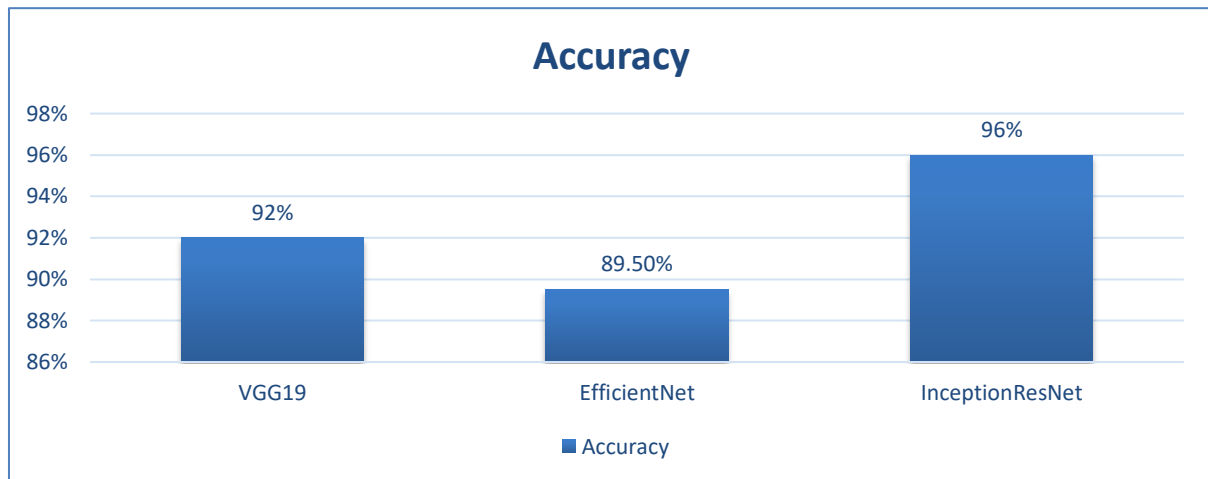 Accuracy
98%
96%
94%
92%
90%
88%
86%
92%
89.50%
96%
VGG19
EfficientNet
InceptionResNet
Accuracy